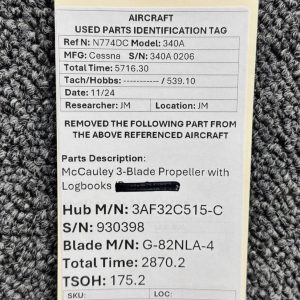 AIRCRAFT
USED PARTS IDENTIFICATION TAG
Ref N: N774DC Model: 340A
MFG: Cessna S/N: 340A 0206
Total Time: 5716.30
Tach/Hobbs: ----------- / 539.10
Date: 11/24
Researcher: JM Location: JM
REMOVED THE FOLLOWING PART FROM
THE ABOVE REFERENCED AIRCRAFT
Parts Description:
McCauley 3-Blade Propeller with
Logbooks
Hub M/N: 3AF32C515-C
S/N: 930398
Blade M/N: G-82NLA-4
Total Time: 2870.2
TSOH: 175.2
SKU: LOC: